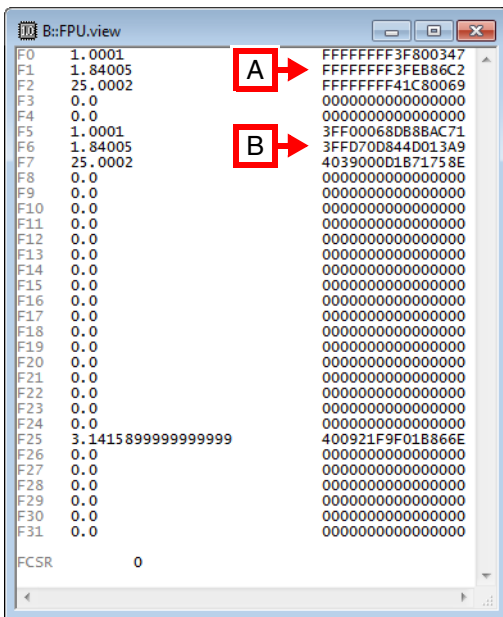 B::FPU.view
F0 1.0001 FFFFFFFF3F800347
F1 1.84005 A FFFFFFFF3FEB86C2
F2 25.0002 FFFFFFFF41C80069
F3 0.0 0000000000000000
F4 0.0 0000000000000000
F5 1.0001 3FF00068DB8BAC71
F6 1.84005 B 3FFD70D844D013A9
F7 25.0002 4039000D1B71758E
F8 0.0 0000000000000000
F9 0.0 0000000000000000
F10 0.0 0000000000000000
F11 0.0 0000000000000000
F12 0.0 0000000000000000
F13 0.0 0000000000000000
F14 0.0 0000000000000000
F15 0.0 0000000000000000
F16 0.0 0000000000000000
F17 0.0 0000000000000000
F18 0.0 0000000000000000
F19 0.0 0000000000000000
F20 0.0 0000000000000000
F21 0.0 0000000000000000
F22 0.0 0000000000000000
F23 0.0 0000000000000000
F24 0.0 0000000000000000
F25 3.1415899999999999 400921F9F01B866E
F26 0.0 0000000000000000
F27 0.0 0000000000000000
F28 0.0 0000000000000000
F29 0.0 0000000000000000
F30 0.0 0000000000000000
F31 0.0 0000000000000000
FCSR 0